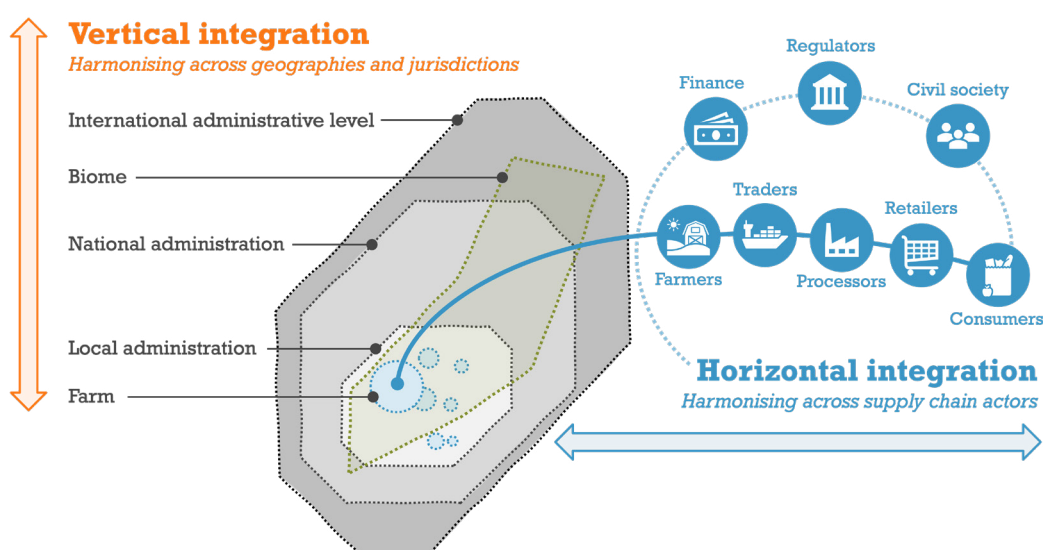 Vertical integration
Harmonising across geographies and jurisdictions
International administrative level
Biome
National administration
Local administration
Farm
Regulators
Finance
Civil society
Traders
Retailers
Farmers
Processors
Consumers
Horizontal integration
Harmonising across supply chain actors